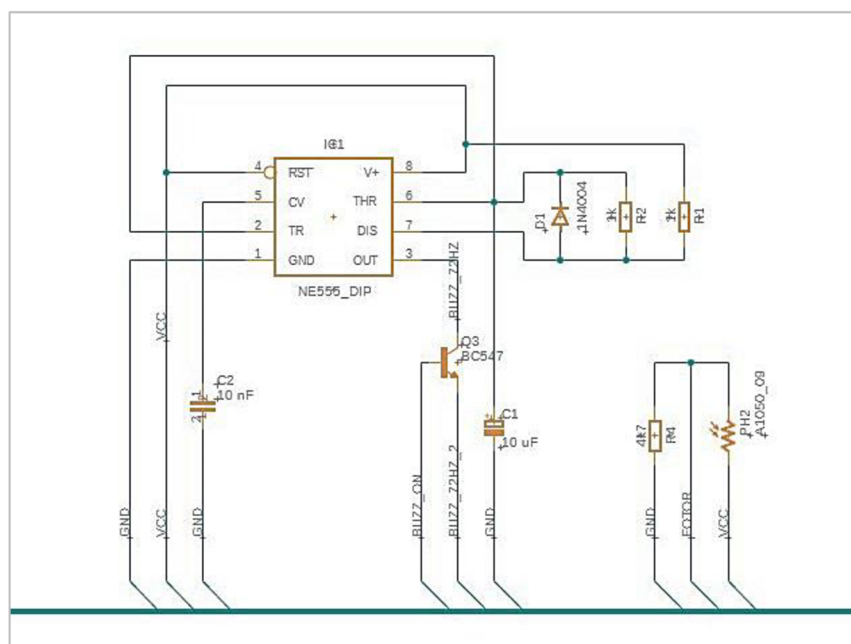 IC1
4
RST
V+
8
5
CV
THR
6
2
TR
DIS
7
1
GND
OUT
3
NE555_DIP
D1
1N4004
1k
R2
R1
BUZZ_72HZ
VCC
Q3
BC547
C2
10 nF
1
2
C1
10 uF
4k7
R4
PH2
A1050_09
GND
VCC
GND
BUZZ_ON
BUZZ_72HZ_2
GND
GND
FOTOR
VCC